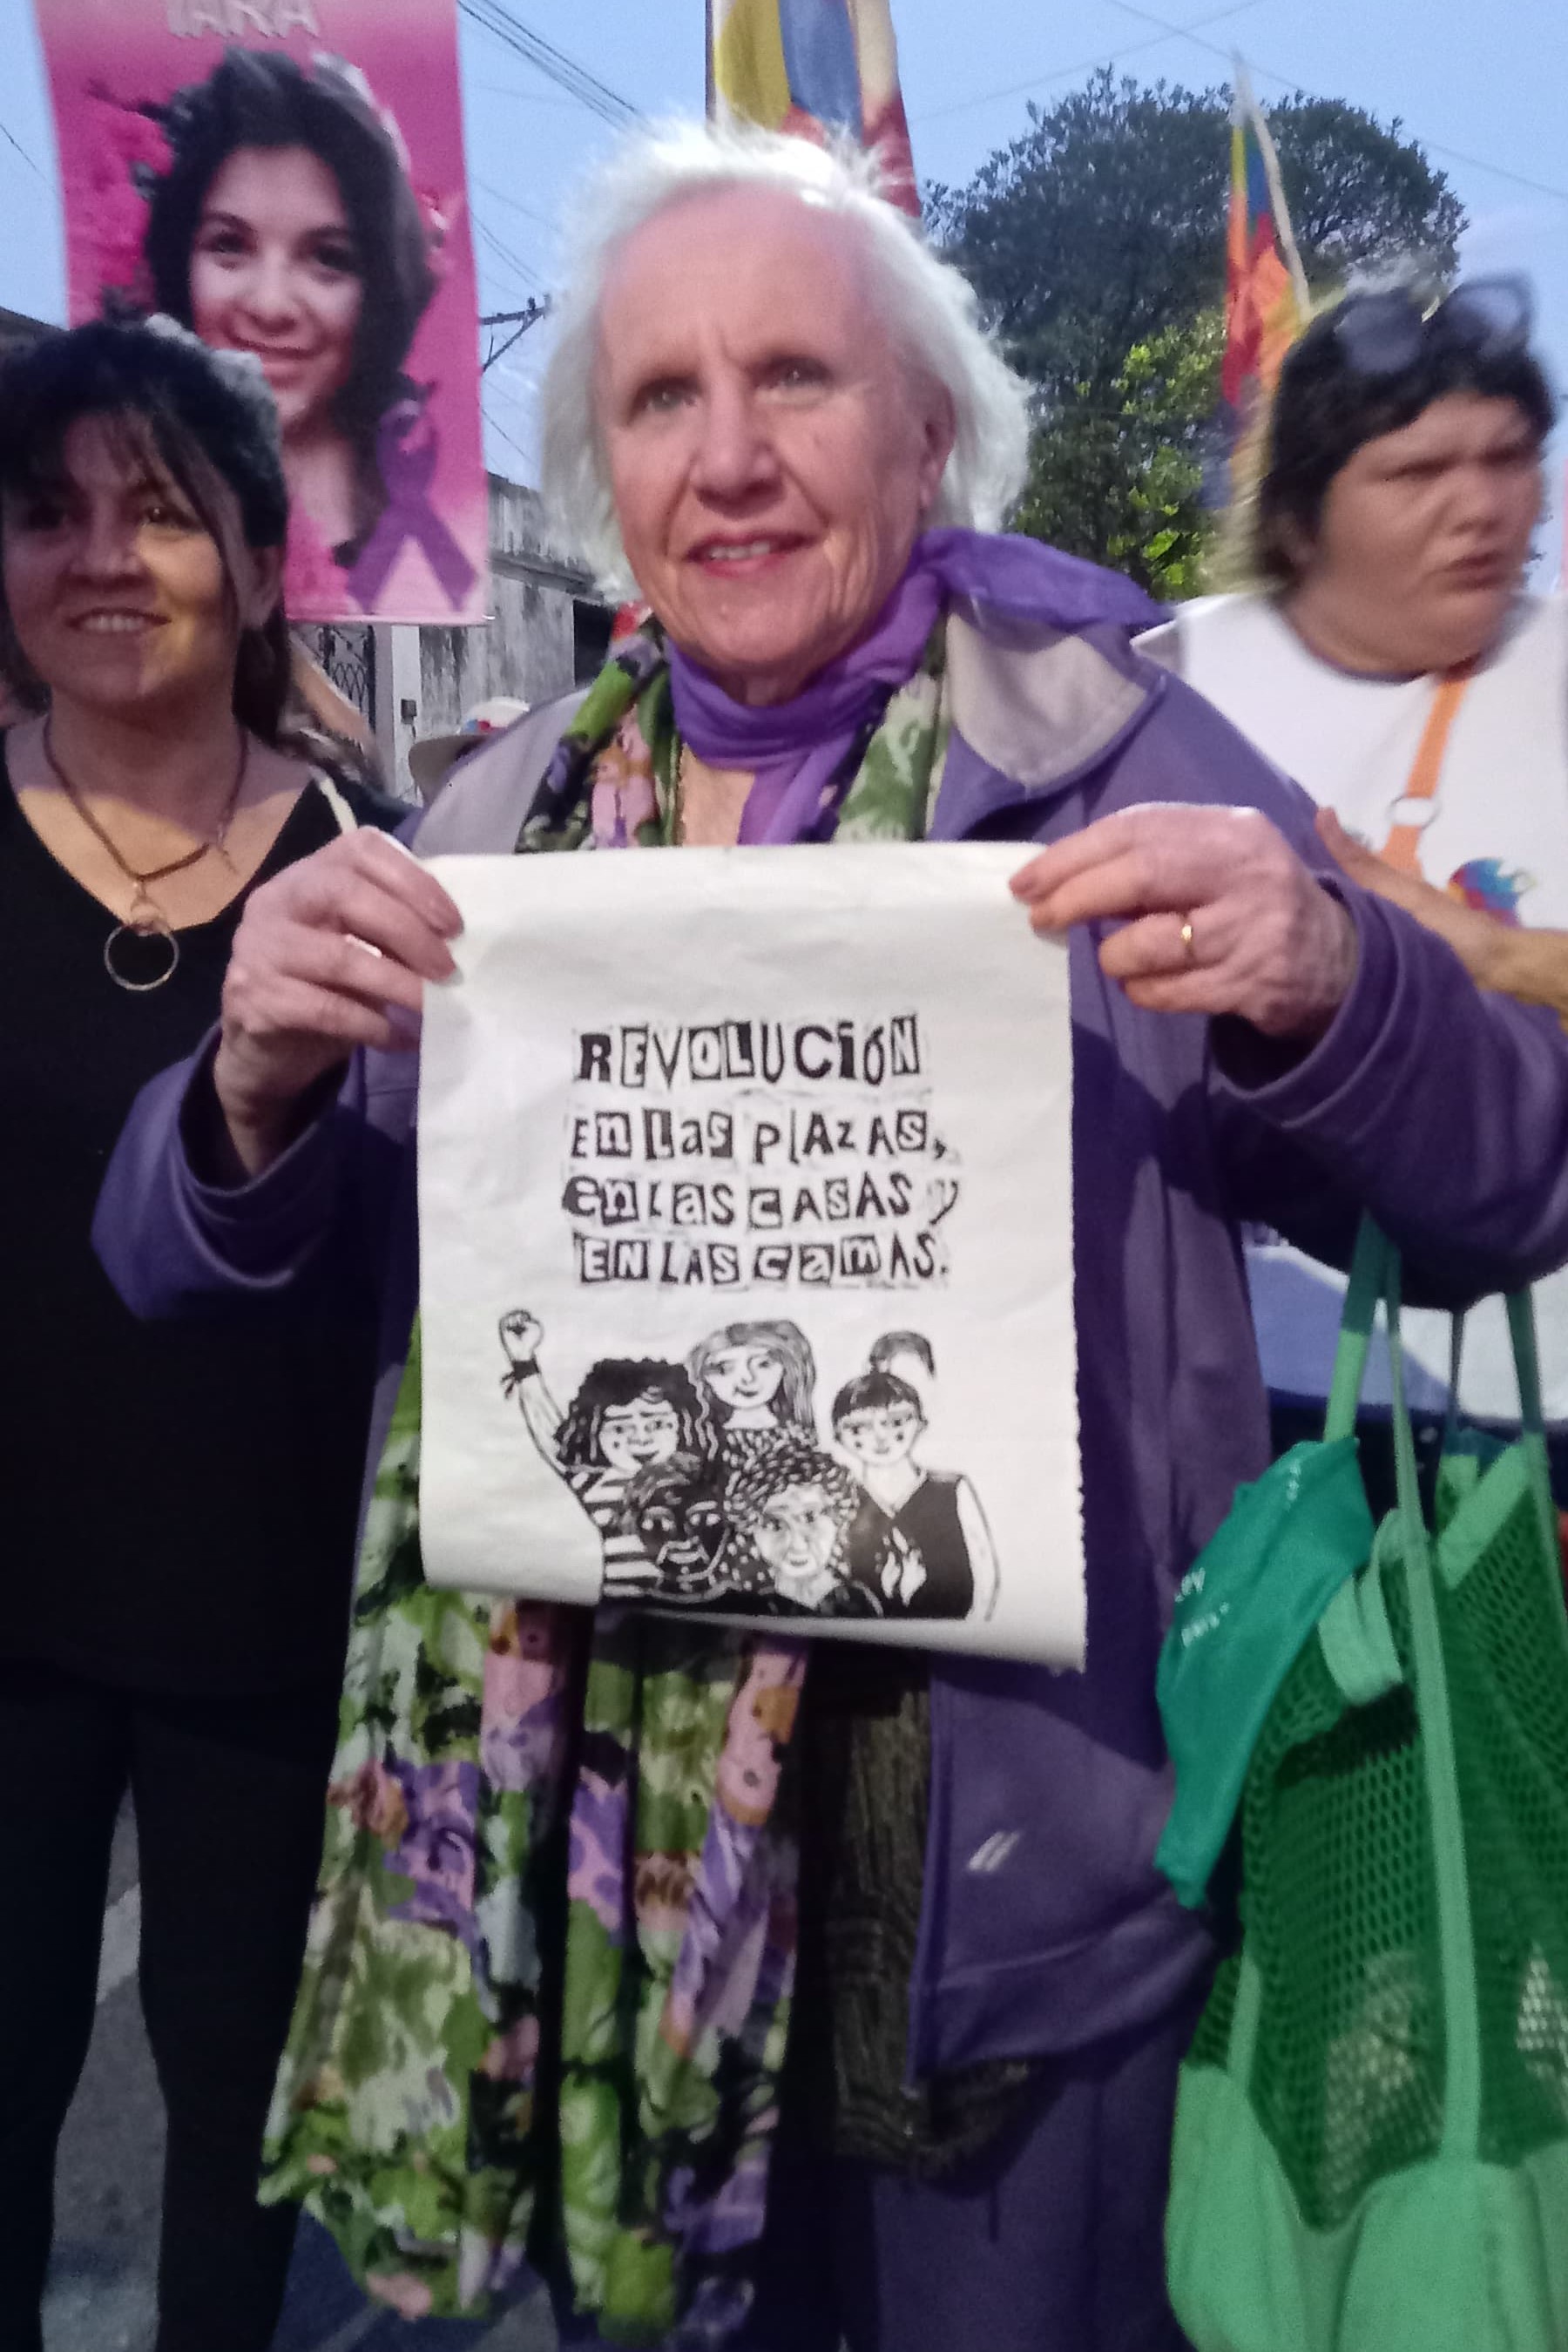 IARA
REVOLUCIÓN
EN LAS PLAZAS,
EN LAS CASAS Y
EN LAS CAMAS.